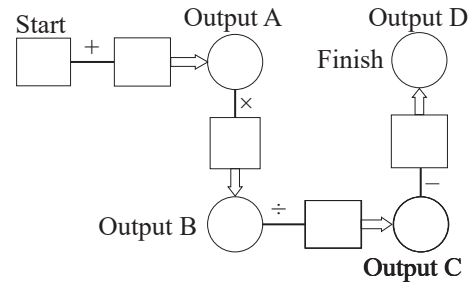 Start
+
Output A
×
Output B
÷
Output C
−
Finish
Output D